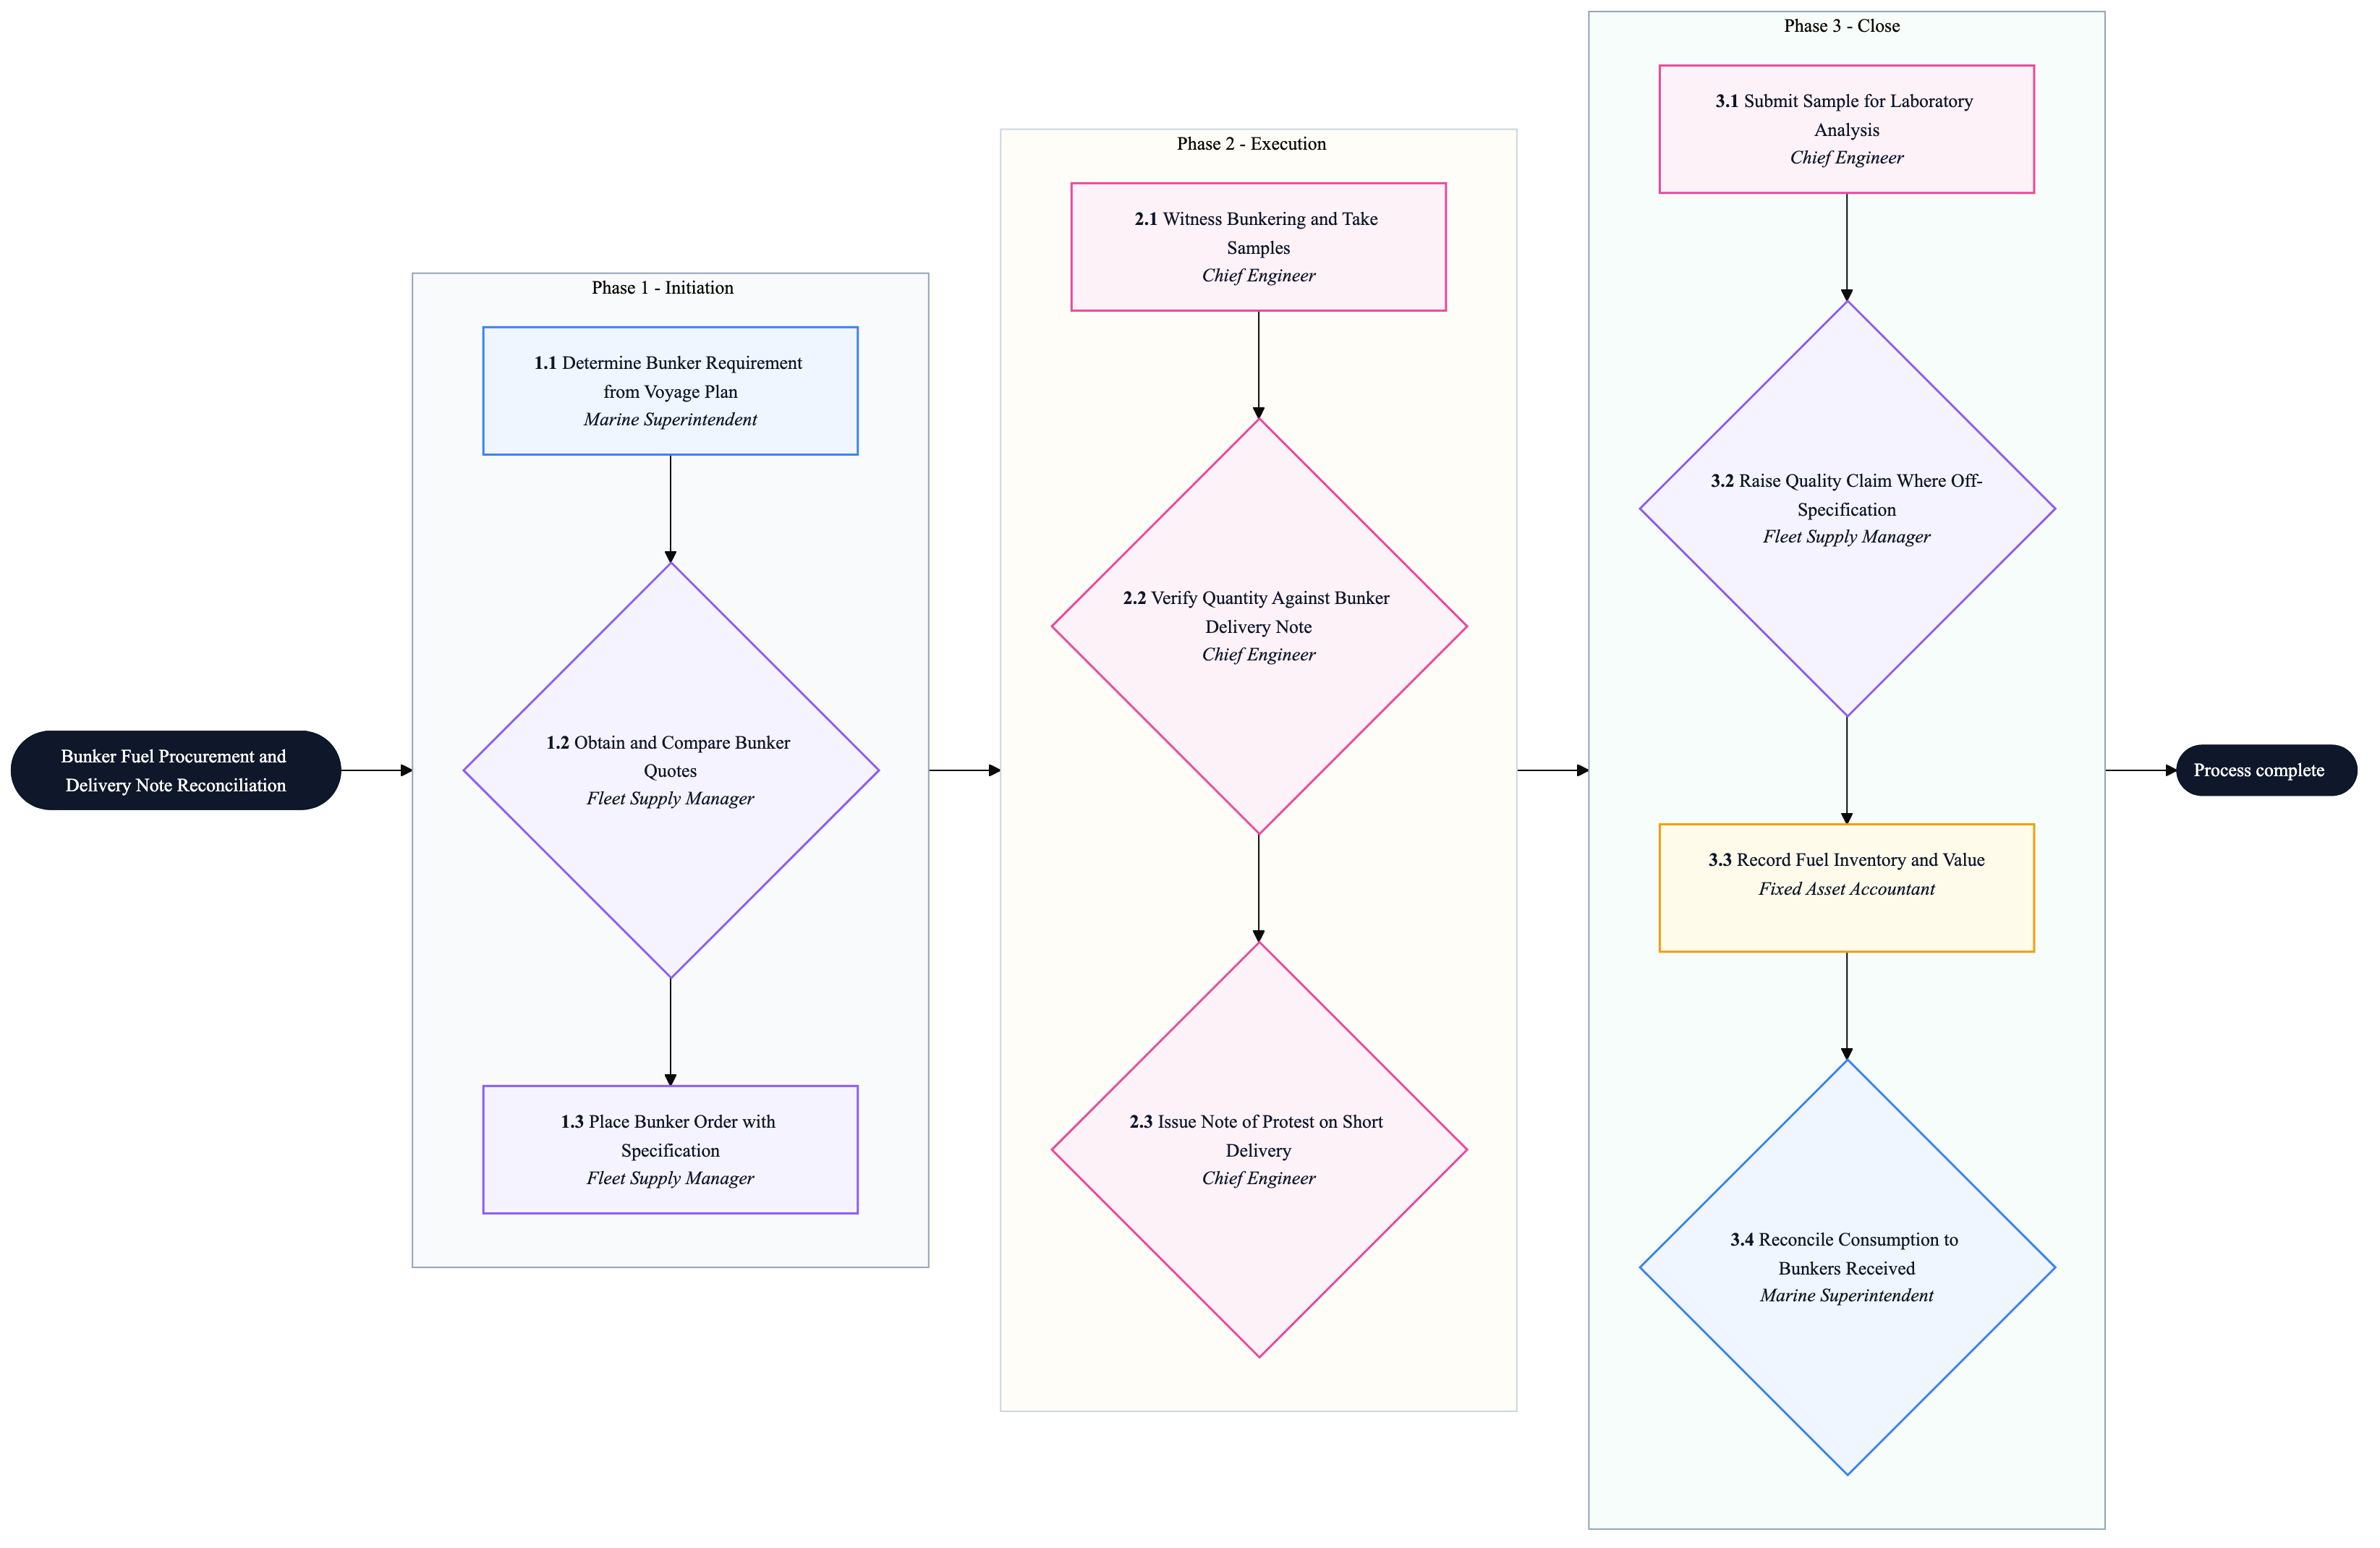 Bunker Fuel Procurement and
Delivery Note Reconciliation
Phase 1 - Initiation
1.1 Determine Bunker Requirement
from Voyage Plan
Marine Superintendent
1.2 Obtain and Compare Bunker
Quotes
Fleet Supply Manager
1.3 Place Bunker Order with
Specification
Fleet Supply Manager
Phase 2 - Execution
2.1 Witness Bunkering and Take
Samples
Chief Engineer
2.2 Verify Quantity Against Bunker
Delivery Note
Chief Engineer
2.3 Issue Note of Protest on Short
Delivery
Chief Engineer
Phase 3 - Close
3.1 Submit Sample for Laboratory
Analysis
Chief Engineer
3.2 Raise Quality Claim Where Off-
Specification
Fleet Supply Manager
3.3 Record Fuel Inventory and Value
Fixed Asset Accountant
3.4 Reconcile Consumption to
Bunkers Received
Marine Superintendent
Process complete